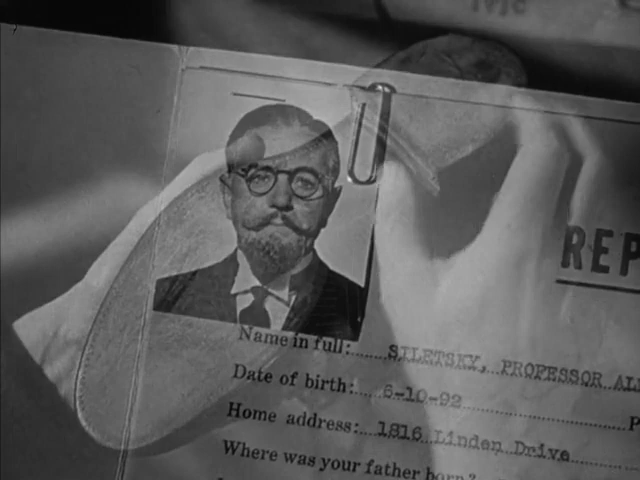 REP
Name in full: SILETSKY, PROFESSOR AL
Date of birth: 6-10-92 P
Home address: 1816 Linden Drive
Where was your father born?